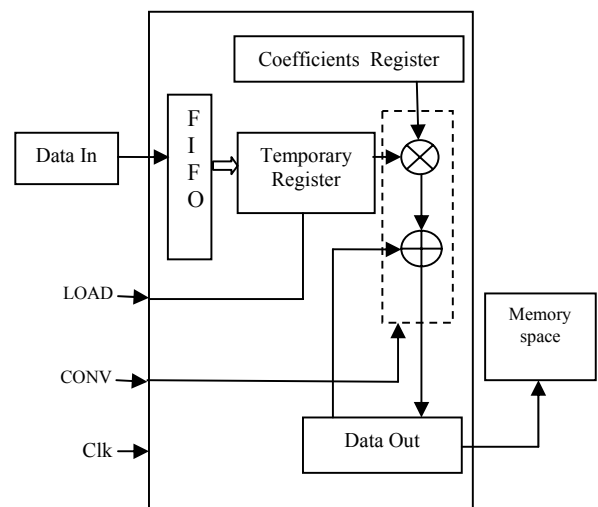 Coefficients Register
F
I
F
O
Data In
Temporary
Register
LOAD
Memory
space
CONV
Data Out
Clk